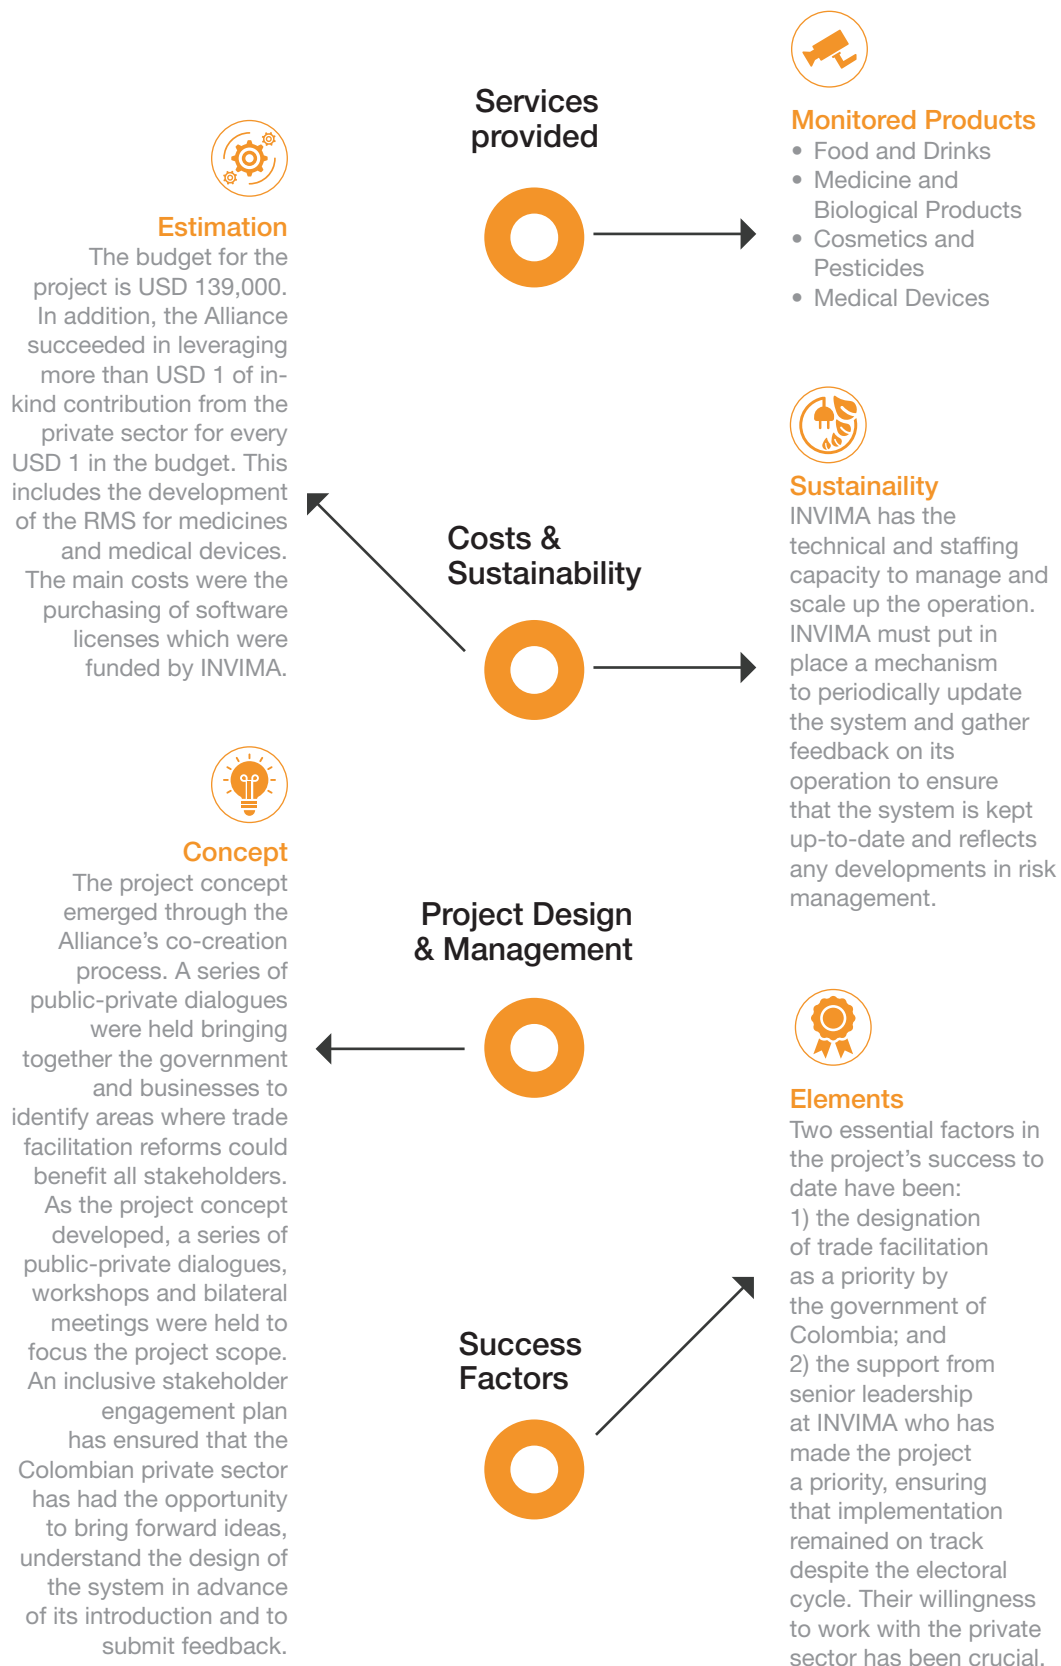 Services
provided
Monitored Products
• Food and Drinks
• Medicine and
Biological Products
• Cosmetics and
Pesticides
• Medical Devices
Estimation
The budget for the
project is USD 139,000.
In addition, the Alliance
succeeded in leveraging
more than USD 1 of in-
kind contribution from the
private sector for every
USD 1 in the budget. This
includes the development
of the RMS for medicines
and medical devices.
The main costs were the
purchasing of software
licenses which were
funded by INVIMA.
Costs &
Sustainability
Sustainaility
INVIMA has the
technical and staffing
capacity to manage and
scale up the operation.
INVIMA must put in
place a mechanism
to periodically update
the system and gather
feedback on its
operation to ensure
that the system is kept
up-to-date and reflects
any developments in risk
management.
Concept
The project concept
emerged through the
Alliance’s co-creation
process. A series of
public-private dialogues
were held bringing
together the government
and businesses to
identify areas where trade
facilitation reforms could
benefit all stakeholders.
As the project concept
developed, a series of
public-private dialogues,
workshops and bilateral
meetings were held to
focus the project scope.
An inclusive stakeholder
engagement plan
has ensured that the
Colombian private sector
has had the opportunity
to bring forward ideas,
understand the design of
the system in advance
of its introduction and to
submit feedback.
Project Design
& Management
Success
Factors
Elements
Two essential factors in
the project’s success to
date have been:
1) the designation
of trade facilitation
as a priority by
the government of
Colombia; and
2) the support from
senior leadership
at INVIMA who has
made the project
a priority, ensuring
that implementation
remained on track
despite the electoral
cycle. Their willingness
to work with the private
sector has been crucial.